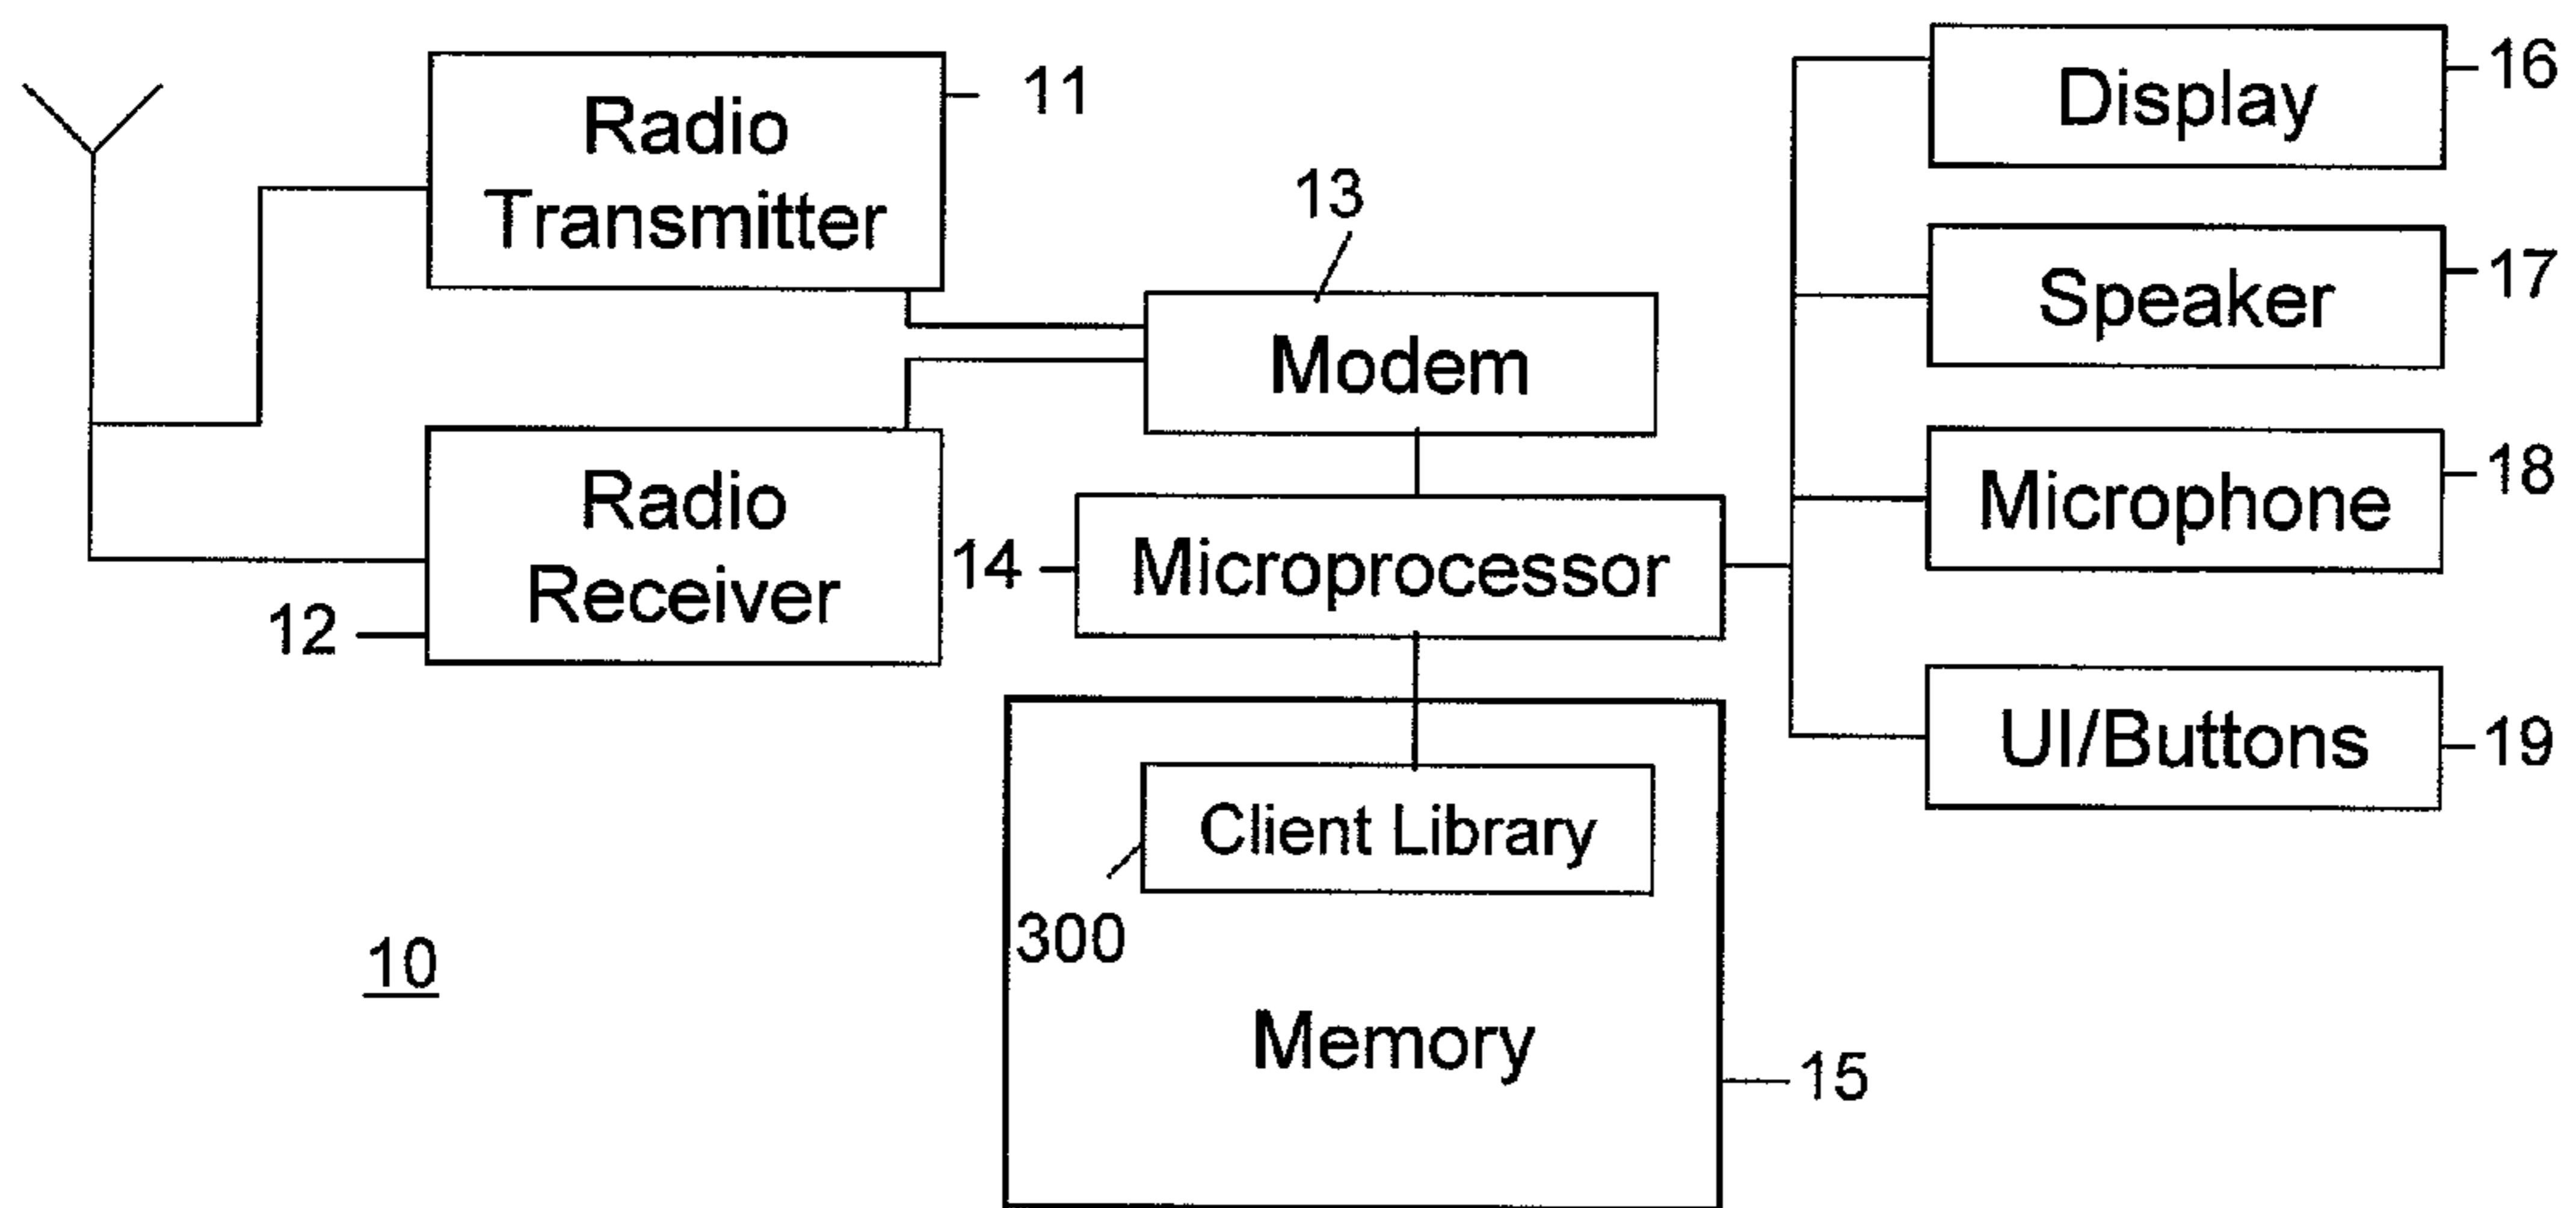 Radio
Transmitter
11
Radio
Receiver
12
13
Modem
14
Microprocessor
Client Library
300
Memory
15
Display
16
Speaker
17
Microphone
18
UI/Buttons
19
10